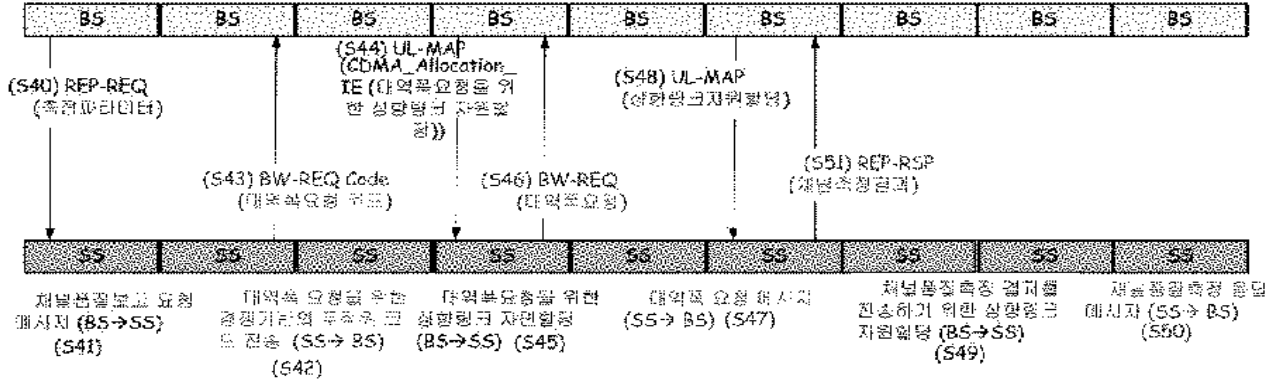 BS BS BS BS BS BS BS BS BS
(S40) REP-REQ
(측정파라미터)
(S43) BW-REQ Code
(대역폭요청 코드)
(S44) UL-MAP
(CDMA_Allocation_
IE (대역폭요청을 위
한 상향링크 자원할
당))
(S46) BW-REQ
(대역폭요청)
(S48) UL-MAP
(상향링크자원할당)
(S51) REP-RSP
(채널측정결과)
SS SS SS SS SS SS SS SS SS
채널품질보고 요청
메시지 (BS→SS)
(S41)
대역폭 요청을 위한
경쟁기반의 코
드 전송 (SS→ BS)
(S42)
대역폭요청을 위한
상향링크 자원할당
(BS→SS) (S45)
대역폭 요청 메시지
(SS→ BS) (S47)
채널품질측정 결과를
전송하기 위한 상향링크
자원할당 (BS→SS)
(S49)
채널품질측정 응답
메시지 (SS→ BS)
(S50)